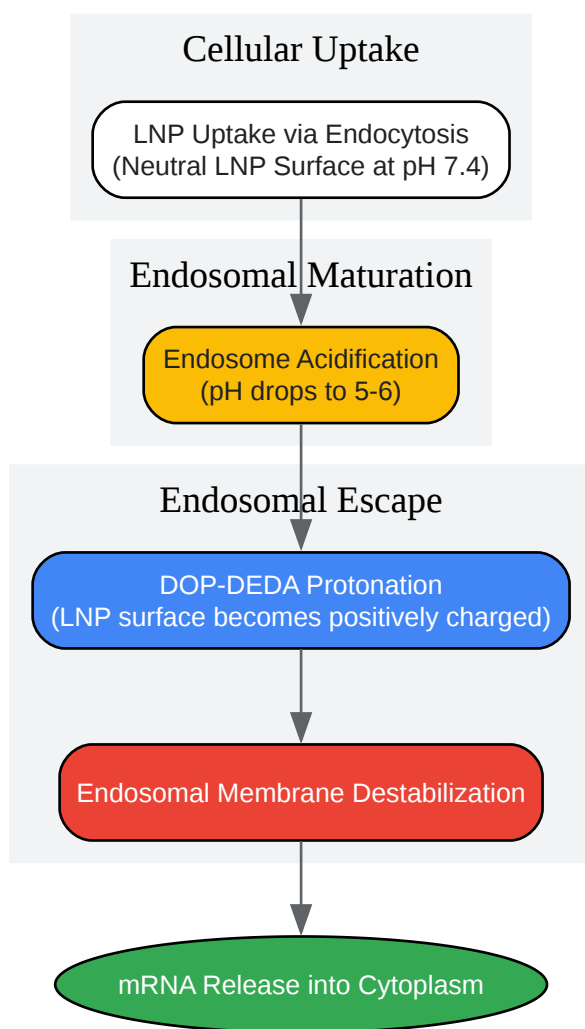 Cellular Uptake
LNP Uptake via Endocytosis
(Neutral LNP Surface at pH 7.4)
Endosomal Maturation
Endosome Acidification
(pH drops to 5-6)
Endosomal Escape
DOP-DEDA Protonation
(LNP surface becomes positively charged)
Endosomal Membrane Destabilization
mRNA Release into Cytoplasm